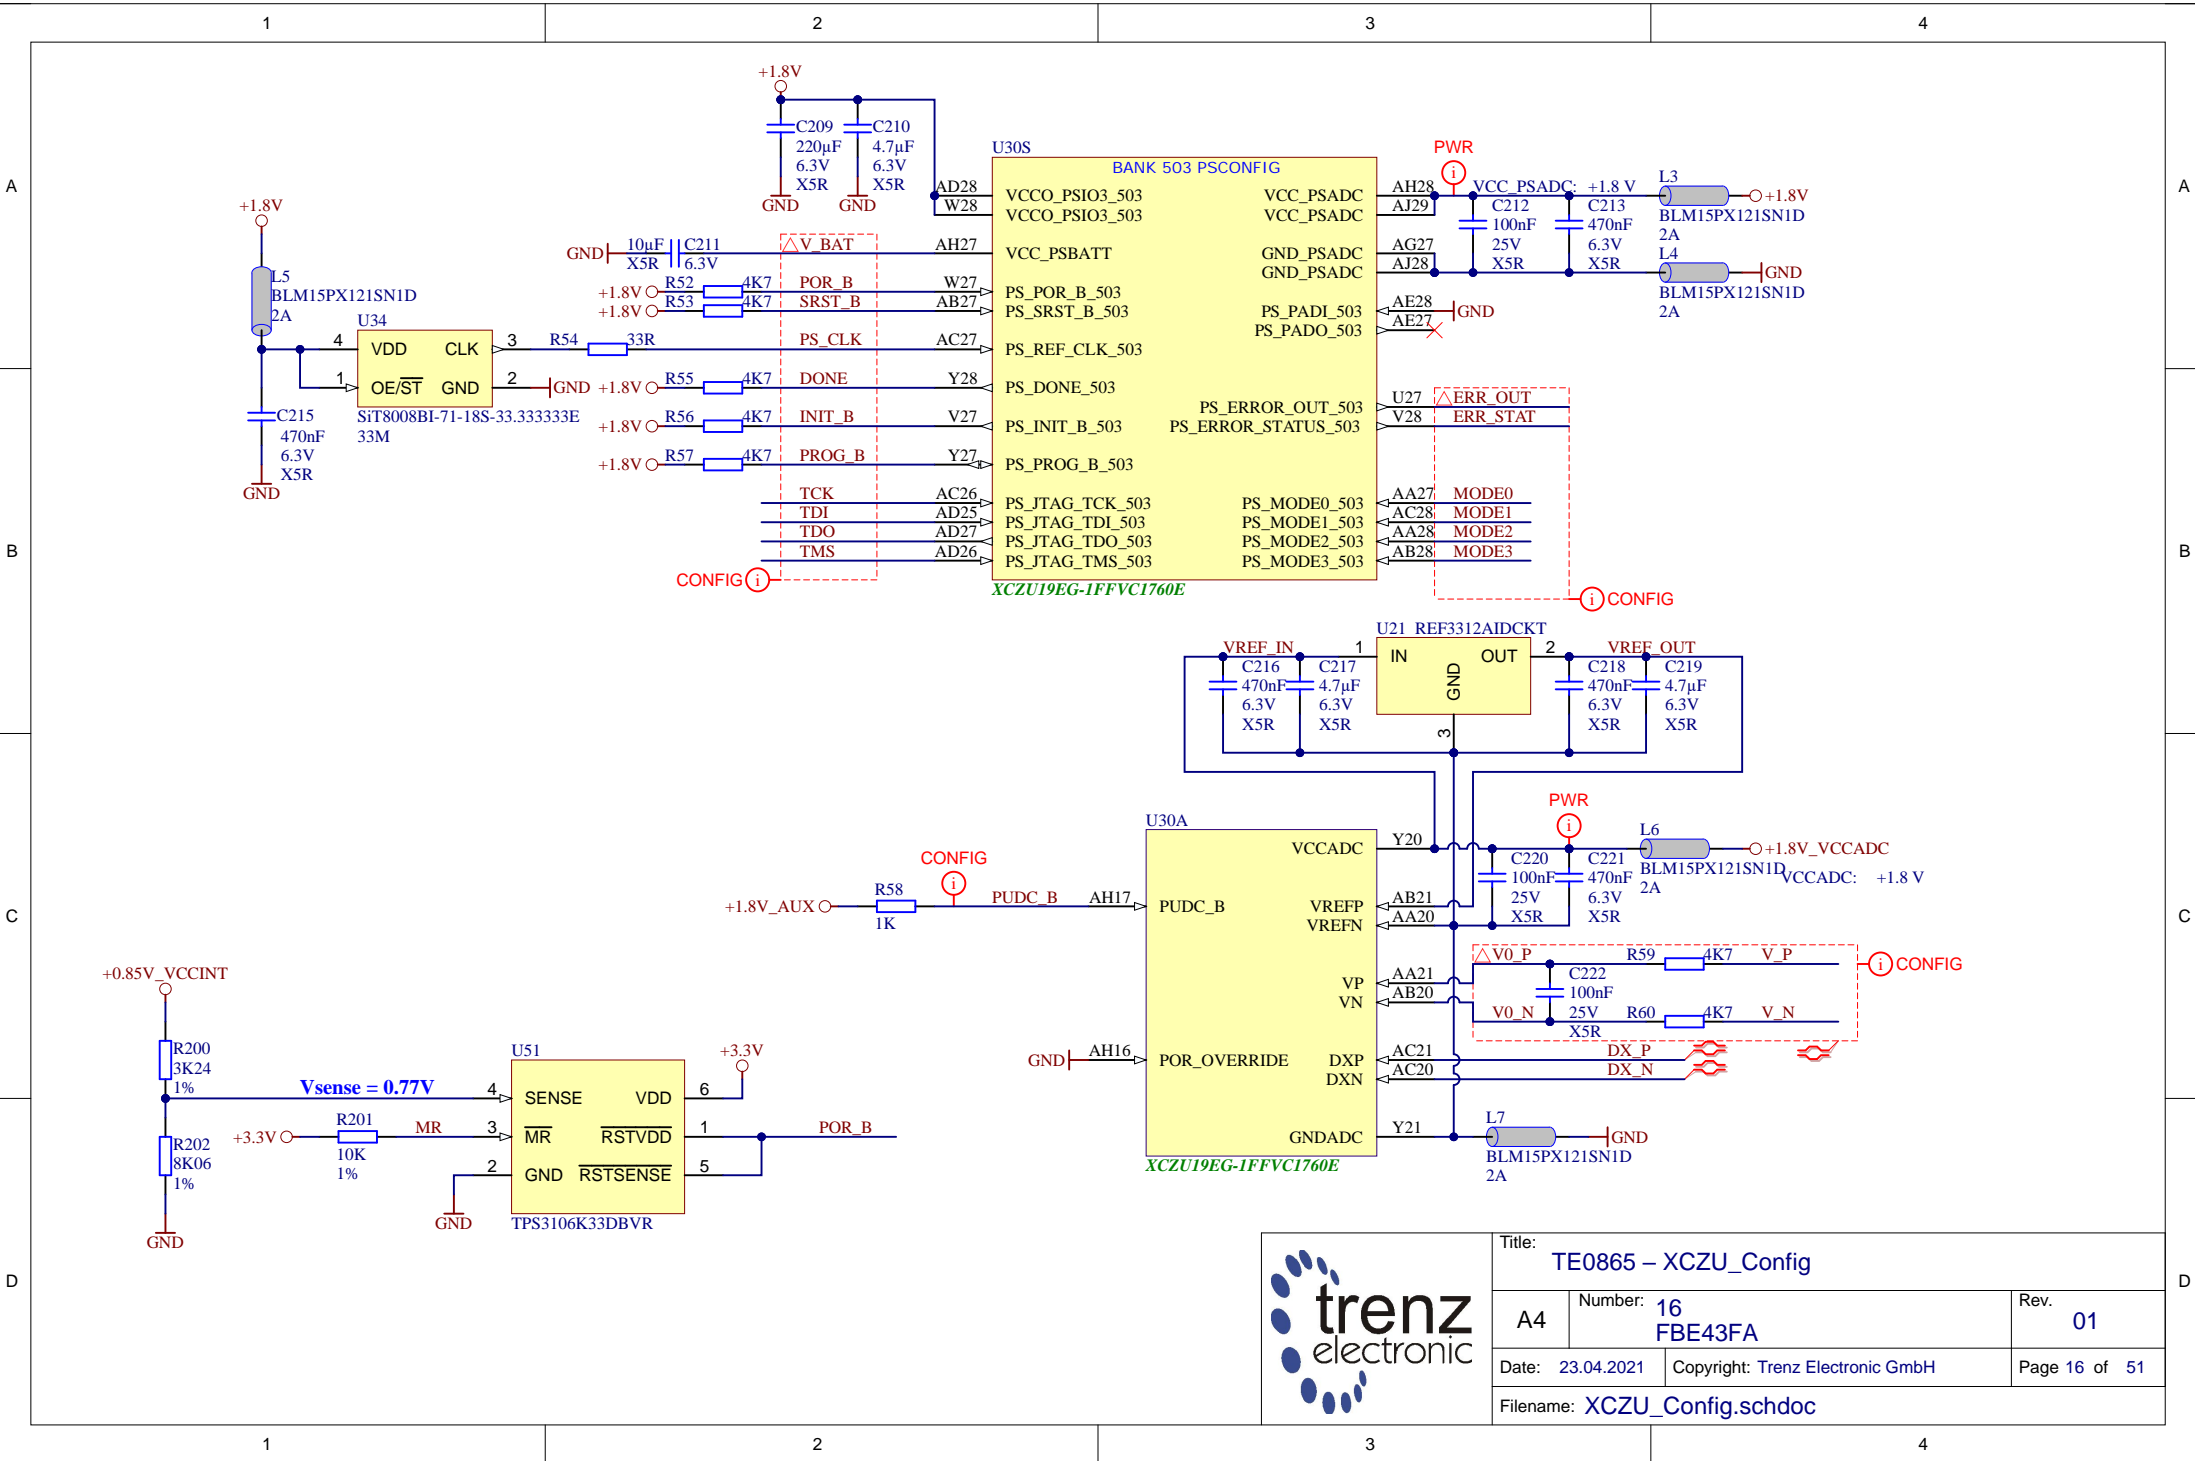 1
2
3
4
A
A
B
B
C
C
D
D
1
2
3
4
+1.8V
C209
220µF
6.3V
X5R
GND
C210
4.7µF
6.3V
X5R
GND
+1.8V
L5
BLM15PX121SN1D
2A
U34
4
VDD
CLK
3
1
OE/ST
GND
2
GND
SiT8008BI-71-18S-33.333333E
33M
C215
470nF
6.3V
X5R
GND
GND
10µF
X5R
C211
6.3V
V_BAT
+1.8V
R52
4K7
POR_B
+1.8V
R53
4K7
SRST_B
R54
33R
PS_CLK
+1.8V
R55
4K7
DONE
+1.8V
R56
4K7
INIT_B
+1.8V
R57
4K7
PROG_B
TCK
TDI
TDO
TMS
CONFIG
i
U30S
BANK 503 PSCONFIG
AD28
VCCO_PSIO3_503
W28
VCCO_PSIO3_503
AH27
VCC_PSBATT
W27
PS_POR_B_503
AB27
PS_SRST_B_503
AC27
PS_REF_CLK_503
Y28
PS_DONE_503
V27
PS_INIT_B_503
Y27
PS_PROG_B_503
AC26
PS_JTAG_TCK_503
AD25
PS_JTAG_TDI_503
AD27
PS_JTAG_TDO_503
AD26
PS_JTAG_TMS_503
VCC_PSADC
AH28
VCC_PSADC
AJ29
GND_PSADC
AG27
GND_PSADC
AJ28
PS_PADI_503
AE28
GND
PS_PADO_503
AE27
PS_ERROR_OUT_503
U27
ERR_OUT
PS_ERROR_STATUS_503
V28
ERR_STAT
PS_MODE0_503
AA27
MODE0
PS_MODE1_503
AC28
MODE1
PS_MODE2_503
AA28
MODE2
PS_MODE3_503
AB28
MODE3
XCZU19EG-1FFVC1760E
i
CONFIG
PWR
i
VCC_PSADC: +1.8 V
C212
100nF
25V
X5R
C213
470nF
6.3V
X5R
L3
+1.8V
BLM15PX121SN1D
2A
L4
GND
BLM15PX121SN1D
2A
U21
REF3312AIDCKT
VREF_IN
1
IN
OUT
2
VREF_OUT
GND
3
C216
470nF
6.3V
X5R
C217
4.7µF
6.3V
X5R
C218
470nF
6.3V
X5R
C219
4.7µF
6.3V
X5R
U30A
VCCADC
Y20
CONFIG
i
+1.8V_AUX
R58
1K
PUDC_B
AH17
PUDC_B
VREFP
AB21
VREFN
AA20
VP
AA21
VN
AB20
GND
AH16
POR_OVERRIDE
DXP
AC21
DX_P
DXN
AC20
DX_N
GNDADC
Y21
XCZU19EG-1FFVC1760E
PWR
i
C220
100nF
25V
X5R
C221
470nF
6.3V
X5R
L6
+1.8V_VCCADC
BLM15PX121SN1D
2A
VCCADC: +1.8 V
V0_P
R59
4K7
V_P
C222
100nF
25V
X5R
V0_N
R60
4K7
V_N
i
CONFIG
L7
GND
BLM15PX121SN1D
2A
+0.85V_VCCINT
R200
3K24
1%
Vsense = 0.77V
R202
8K06
1%
GND
+3.3V
R201
10K
1%
MR
U51
4
SENSE
VDD
6
+3.3V
3
MR
RSTVDD
1
POR_B
2
GND
RSTSENSE
5
GND
TPS3106K33DBVR
trenz
electronic
Title:
TE0865 – XCZU_Config
A4
Number: 16
FBE43FA
Rev.
01
Date: 23.04.2021
Copyright: Trenz Electronic GmbH
Page 16 of 51
Filename: XCZU_Config.schdoc